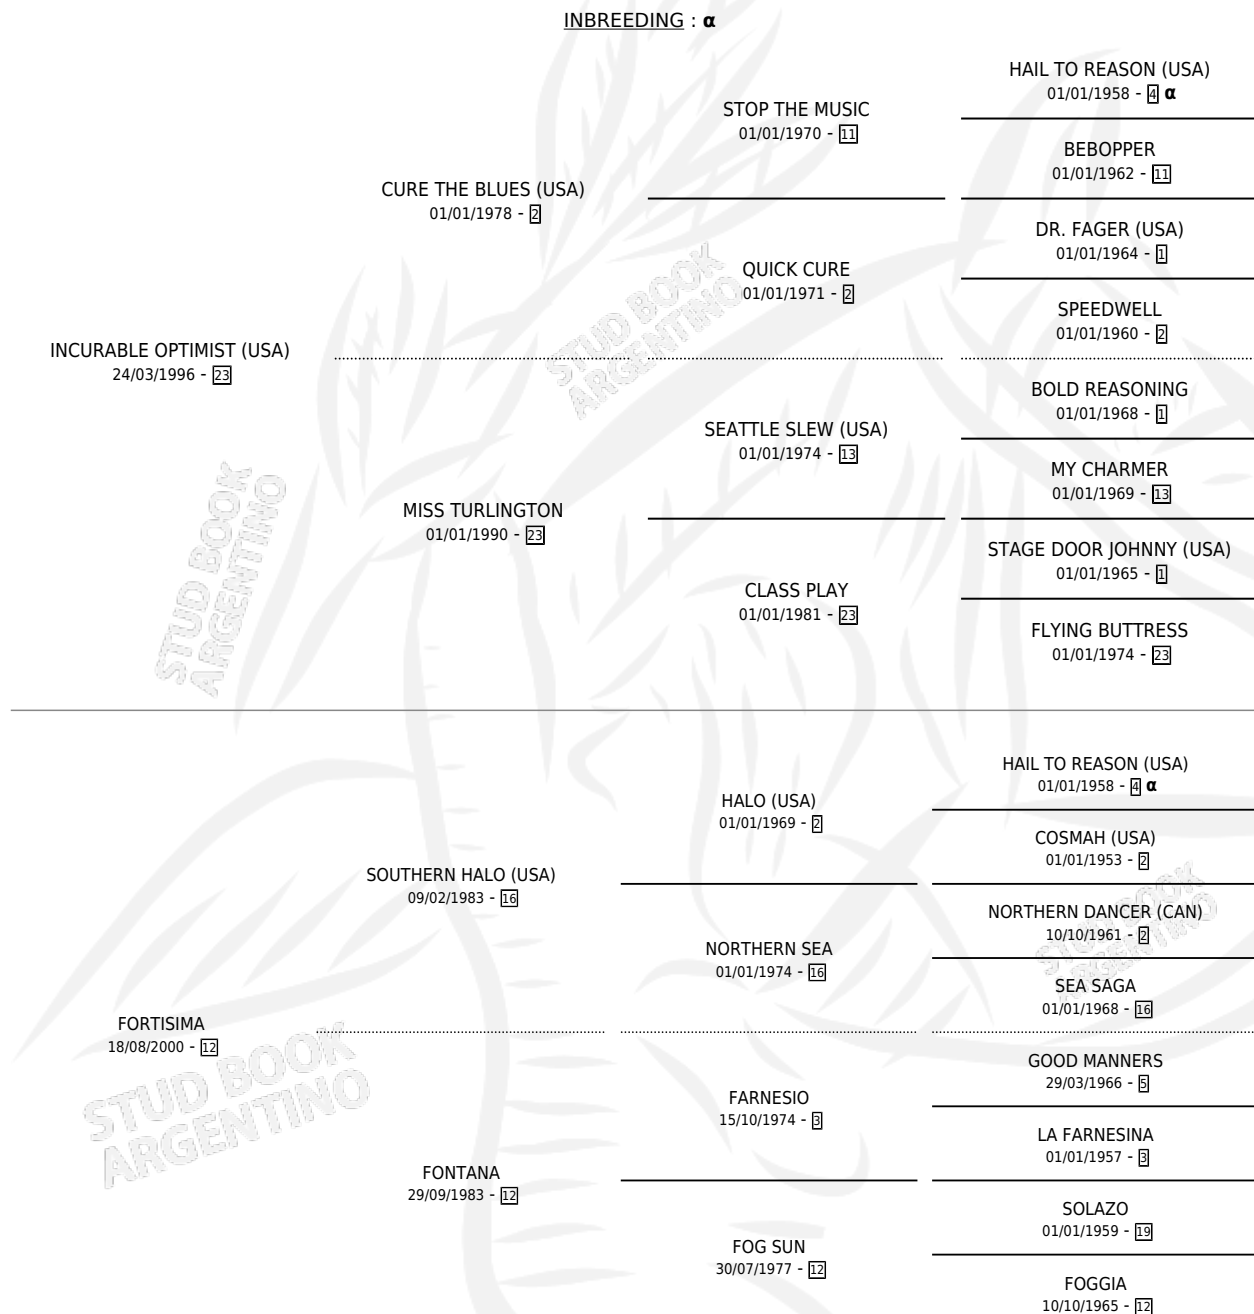 INBREEDING : α
HAIL TO REASON (USA)
01/01/1958 - 4 α
STOP THE MUSIC
01/01/1970 - 11
BEBOPPER
01/01/1962 - 11
CURE THE BLUES (USA)
01/01/1978 - 2
DR. FAGER (USA)
01/01/1964 - 1
QUICK CURE
01/01/1971 - 2
SPEEDWELL
01/01/1960 - 2
INCURABLE OPTIMIST (USA)
24/03/1996 - 23
BOLD REASONING
01/01/1968 - 1
SEATTLE SLEW (USA)
01/01/1974 - 13
MY CHARMER
01/01/1969 - 13
MISS TURLINGTON
01/01/1990 - 23
STAGE DOOR JOHNNY (USA)
01/01/1965 - 1
CLASS PLAY
01/01/1981 - 23
FLYING BUTTRESS
01/01/1974 - 23
HAIL TO REASON (USA)
01/01/1958 - 4 α
HALO (USA)
01/01/1969 - 2
COSMAH (USA)
01/01/1953 - 2
SOUTHERN HALO (USA)
09/02/1983 - 16
NORTHERN DANCER (CAN)
10/10/1961 - 2
NORTHERN SEA
01/01/1974 - 16
SEA SAGA
01/01/1968 - 16
FORTISIMA
18/08/2000 - 12
GOOD MANNERS
29/03/1966 - 5
FARNESIO
15/10/1974 - 3
LA FARNESINA
01/01/1957 - 3
FONTANA
29/09/1983 - 12
SOLAZO
01/01/1959 - 19
FOG SUN
30/07/1977 - 12
FOGGIA
10/10/1965 - 12
STUD BOOK
ARGENTINO
STUD BOOK
ARGENTINO
STUD BOOK
ARGENTINO
STUD BOOK
ARGENTINO